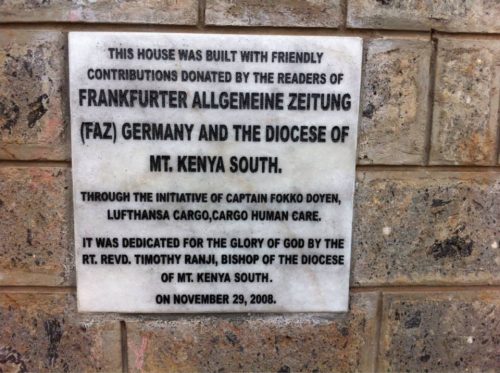 THIS HOUSE WAS BUILT WITH FRIENDLY
CONTRIBUTIONS DONATED BY THE READERS OF
FRANKFURTER ALLGEMEINE ZEITUNG
(FAZ) GERMANY AND THE DIOCESE OF
MT. KENYA SOUTH.
THROUGH THE INITIATIVE OF CAPTAIN FOKKO DOYEN,
LUFTHANSA CARGO,CARGO HUMAN CARE.
IT WAS DEDICATED FOR THE GLORY OF GOD BY THE
RT. REVD. TIMOTHY RANJI, BISHOP OF THE DIOCESE
OF MT. KENYA SOUTH.
ON NOVEMBER 29, 2008.